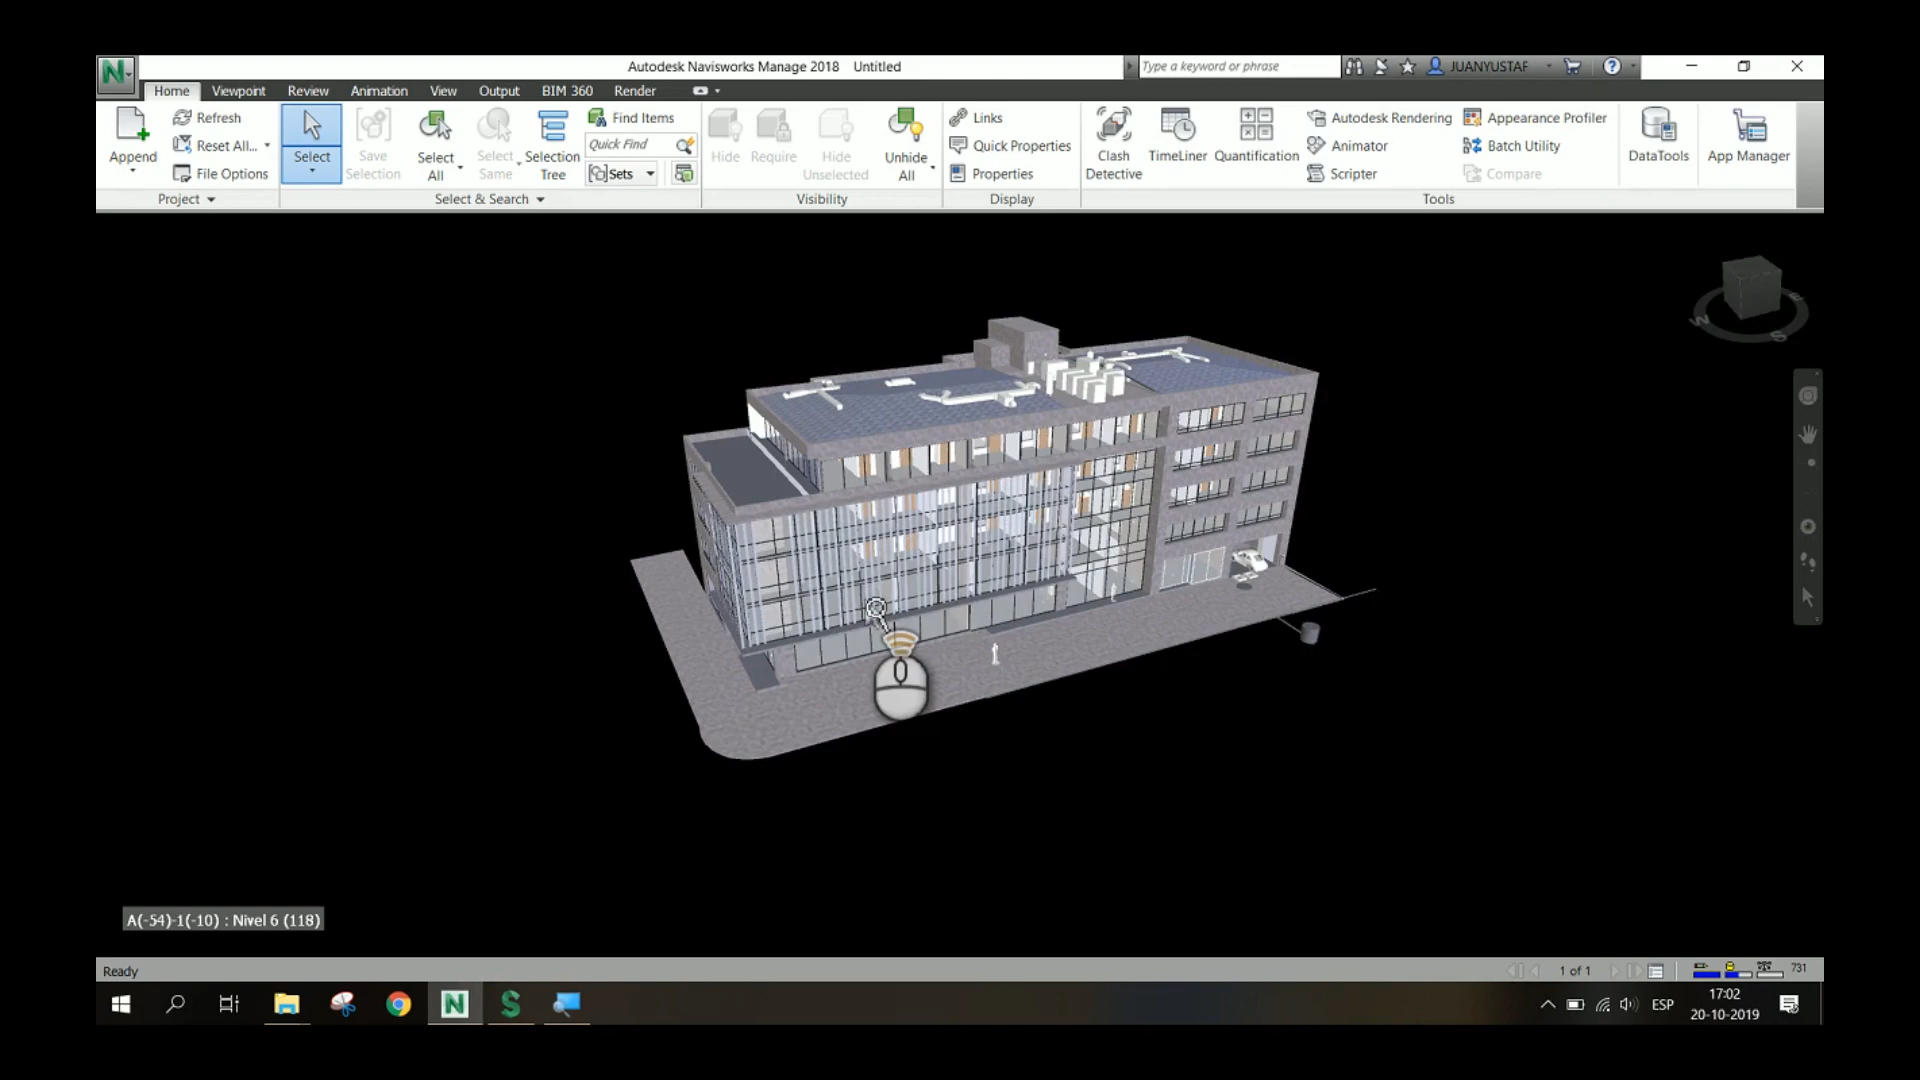 Autodesk Navisworks Manage 2018 Untitled
Type a keyword or phrase
JUANYUSTAF
Home Viewpoint Review Animation View Output BIM 360 Render
Append
Refresh
Reset All...
File Options
Project
Select
Save Selection
Select All
Select Same
Selection Tree
Find Items
Quick Find
Sets
Select & Search
Hide
Require
Hide Unselected
Unhide All
Visibility
Links
Quick Properties
Properties
Display
Clash Detective
TimeLiner
Quantification
Autodesk Rendering
Animator
Scripter
Appearance Profiler
Batch Utility
Compare
DataTools
App Manager
Tools
W
S
A(-54)-1(-10) : Nivel 6 (118)
Ready
1 of 1
731
ESP
17:02
20-10-2019